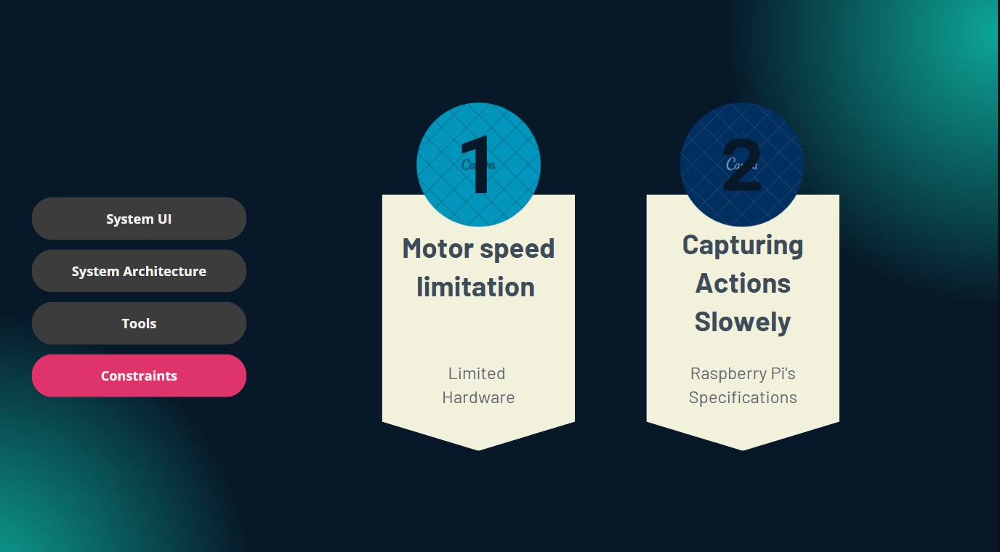 System UI
System Architecture
Tools
Constraints
1
Motor speed
limitation
Limited
Hardware
2
Capturing
Actions
Slowely
Raspberry Pi's
Specifications